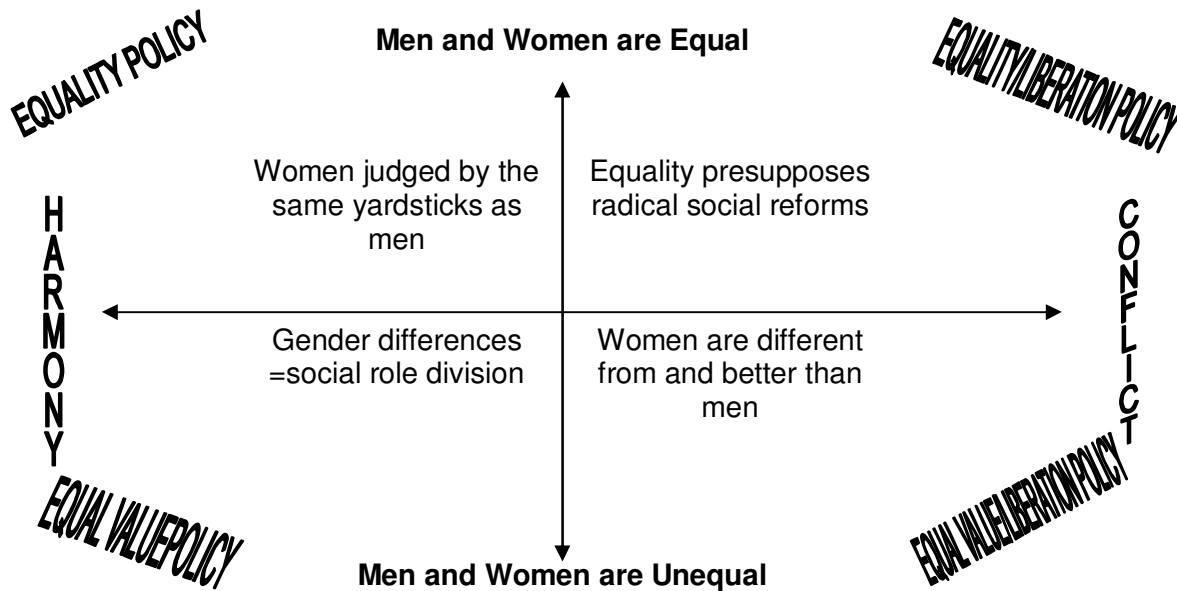 EQUALITY POLICY
Men and Women are Equal
EQUALITY/LIBERATION POLICY
Women judged by the
same yardsticks as
men
Equality presupposes
radical social reforms
HARMONY
CONFLICT
Gender differences
=social role division
Women are different
from and better than
men
EQUAL VALUEPOLICY
EQUAL VALUE/LIBERATION POLICY
Men and Women are Unequal